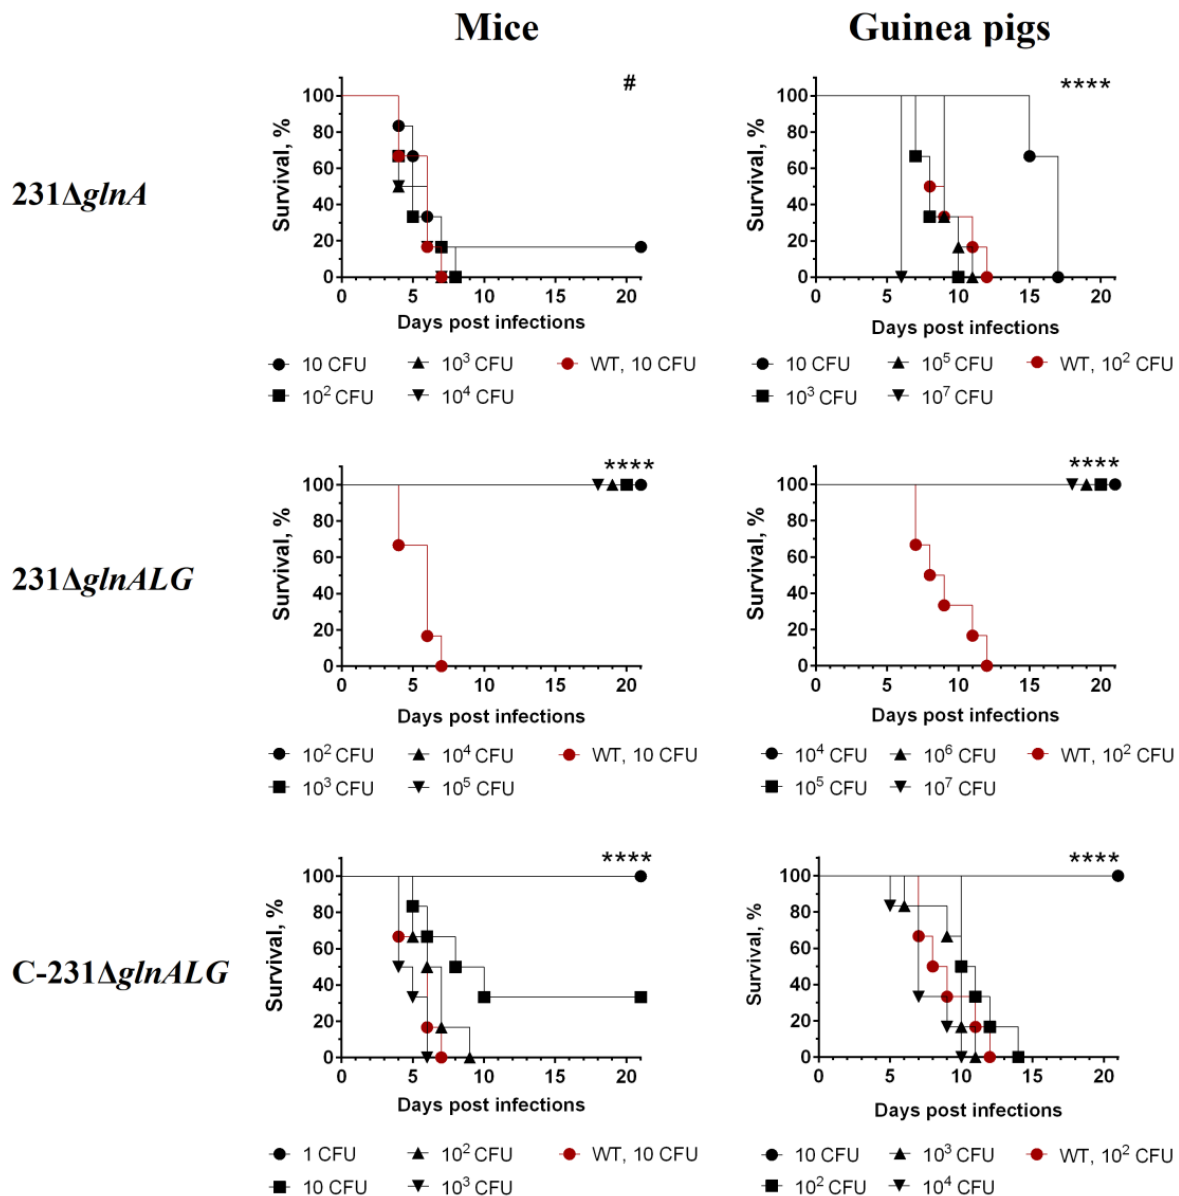 Mice Guinea pigs
231ΔglnA
#
Survival, %
100
80
60
40
20
0
0 5 10 15 20
Days post infections
10 CFU 10³ CFU WT, 10 CFU
10² CFU 10⁴ CFU
****
Survival, %
100
80
60
40
20
0
0 5 10 15 20
Days post infections
10 CFU 10⁵ CFU WT, 10² CFU
10³ CFU 10⁷ CFU
231ΔglnALG
****
Survival, %
100
80
60
40
20
0
0 5 10 15 20
Days post infections
10² CFU 10⁴ CFU WT, 10 CFU
10³ CFU 10⁵ CFU
****
Survival, %
100
80
60
40
20
0
0 5 10 15 20
Days post infections
10⁴ CFU 10⁶ CFU WT, 10² CFU
10⁵ CFU 10⁷ CFU
C-231ΔglnALG
****
Survival, %
100
80
60
40
20
0
0 5 10 15 20
Days post infections
1 CFU 10² CFU WT, 10 CFU
10 CFU 10³ CFU
****
Survival, %
100
80
60
40
20
0
0 5 10 15 20
Days post infections
10 CFU 10³ CFU WT, 10² CFU
10² CFU 10⁴ CFU